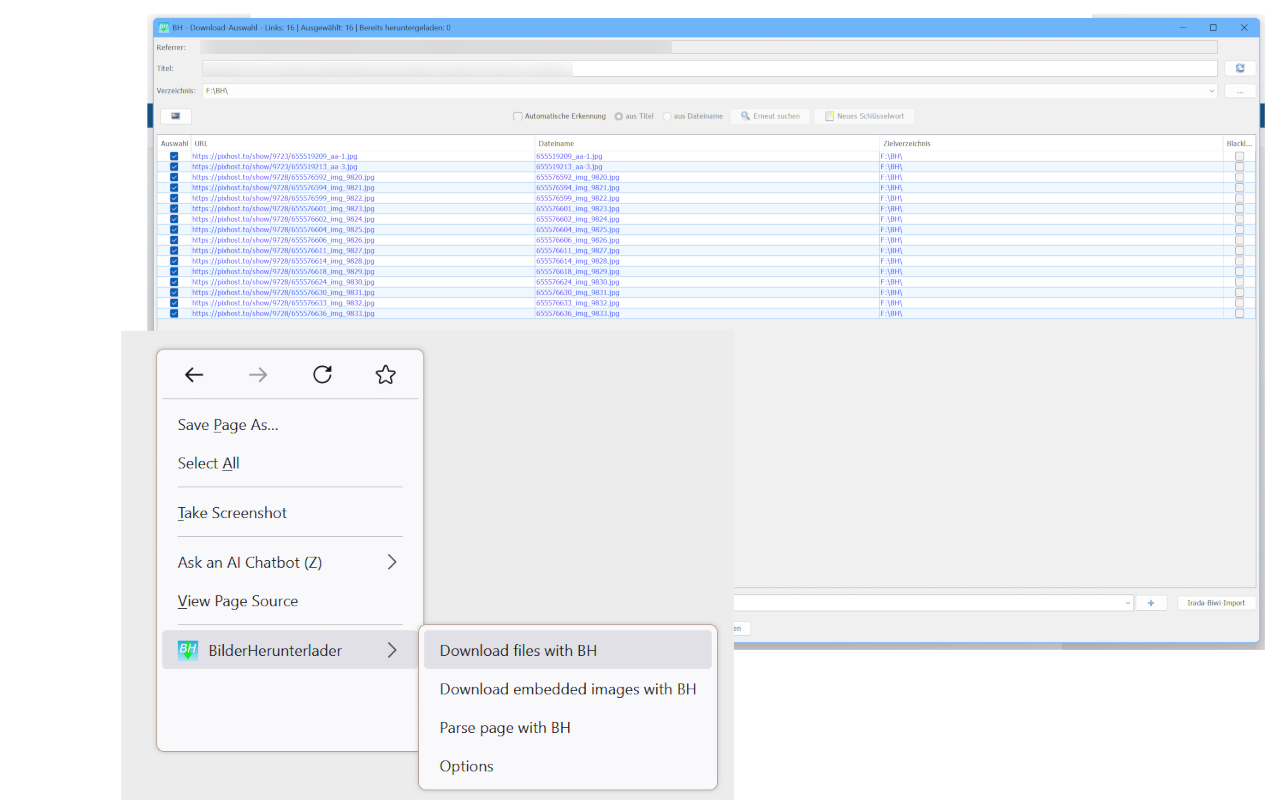 BH - Download-Auswahl - Links: 16 | Ausgewählt: 16 | Bereits heruntergeladen: 0
Referrer:
Titel:
Verzeichnis: F:\BH\ ...
Automatische Erkennung aus Titel aus Dateiname Erneut suchen Neues Schlüsselwort
Auswahl URL Dateiname Zielverzeichnis Blackl...
https://pixhost.to/show/9723/655519209_aa-1.jpg 655519209_aa-1.jpg F:\BH\
https://pixhost.to/show/9723/655519213_aa-3.jpg 655519213_aa-3.jpg F:\BH\
https://pixhost.to/show/9728/655576592_img_9820.jpg 655576592_img_9820.jpg F:\BH\
https://pixhost.to/show/9728/655576594_img_9821.jpg 655576594_img_9821.jpg F:\BH\
https://pixhost.to/show/9728/655576599_img_9822.jpg 655576599_img_9822.jpg F:\BH\
https://pixhost.to/show/9728/655576601_img_9823.jpg 655576601_img_9823.jpg F:\BH\
https://pixhost.to/show/9728/655576602_img_9824.jpg 655576602_img_9824.jpg F:\BH\
https://pixhost.to/show/9728/655576604_img_9825.jpg 655576604_img_9825.jpg F:\BH\
https://pixhost.to/show/9728/655576606_img_9826.jpg 655576606_img_9826.jpg F:\BH\
https://pixhost.to/show/9728/655576611_img_9827.jpg 655576611_img_9827.jpg F:\BH\
https://pixhost.to/show/9728/655576614_img_9828.jpg 655576614_img_9828.jpg F:\BH\
https://pixhost.to/show/9728/655576618_img_9829.jpg 655576618_img_9829.jpg F:\BH\
https://pixhost.to/show/9728/655576624_img_9830.jpg 655576624_img_9830.jpg F:\BH\
https://pixhost.to/show/9728/655576630_img_9831.jpg 655576630_img_9831.jpg F:\BH\
https://pixhost.to/show/9728/655576633_img_9832.jpg 655576633_img_9832.jpg F:\BH\
https://pixhost.to/show/9728/655576636_img_9833.jpg 655576636_img_9833.jpg F:\BH\
Irada-Biwi-Import
en
Save Page As...
Select All
Take Screenshot
Ask an AI Chatbot (Z)
View Page Source
BH BilderHerunterlader
Download files with BH
Download embedded images with BH
Parse page with BH
Options